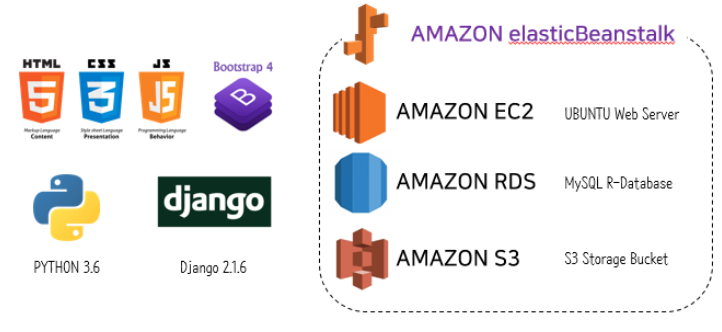 HTML
5
Markup Language
Content
CSS
3
Style sheet Language
Presentation
JS
JS
Programming Language
Behavior
Bootstrap 4
B
PYTHON 3.6
django
Django 2.1.6
AMAZON elasticBeanstalk
AMAZON EC2
UBUNTU Web Server
AMAZON RDS
MySQL R-Database
AMAZON S3
S3 Storage Bucket